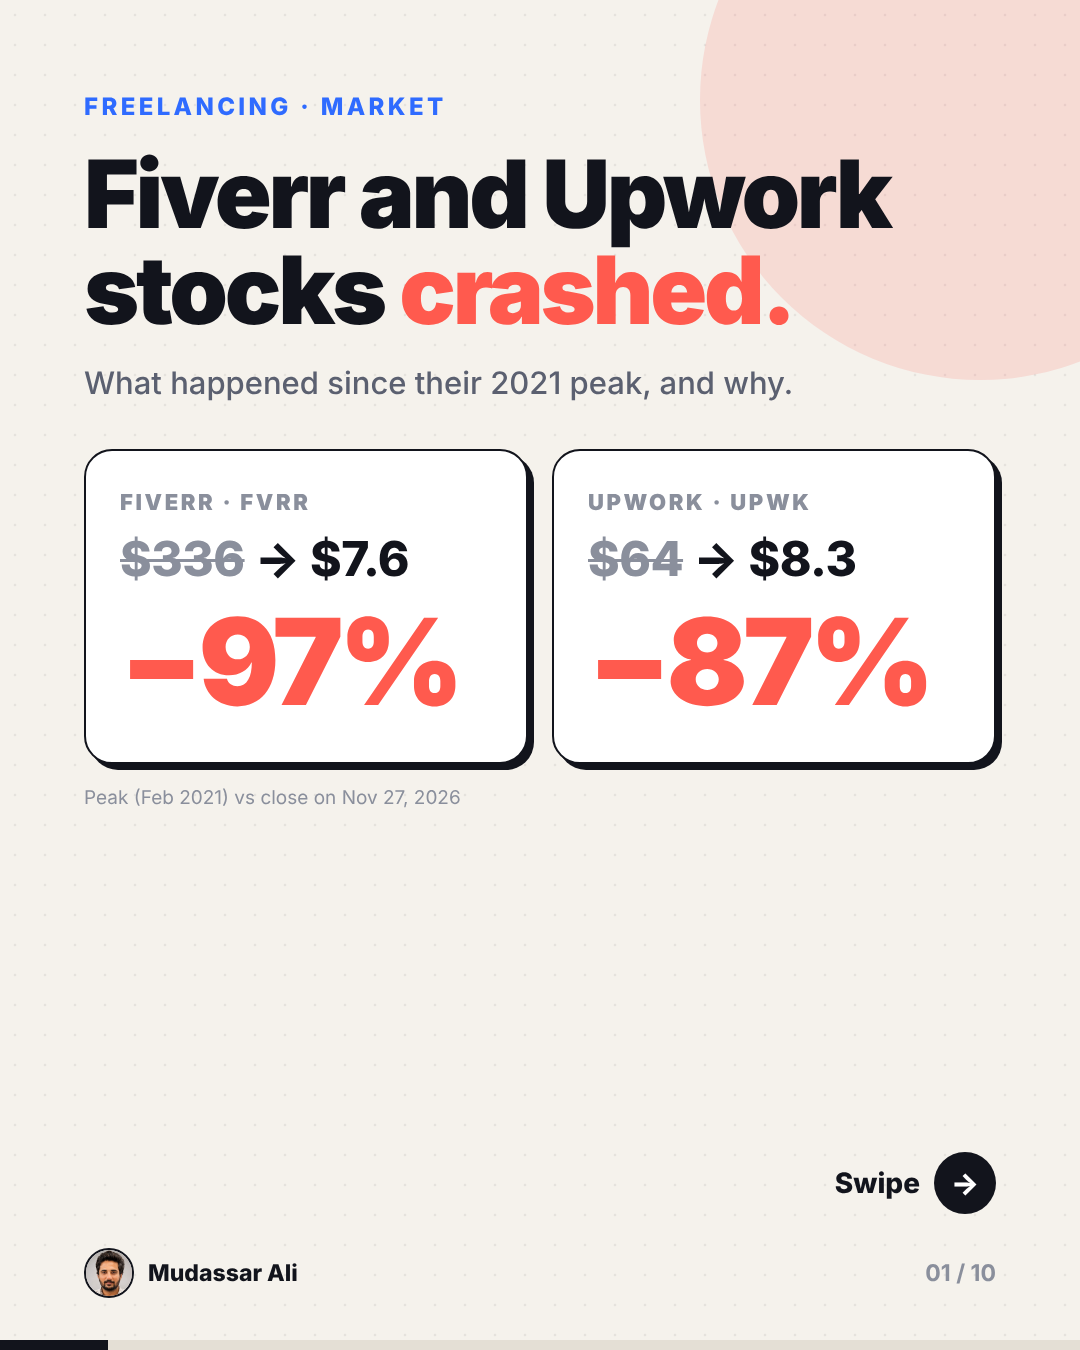 FREELANCING · MARKET
Fiverr and Upwork
stocks crashed.
What happened since their 2021 peak, and why.
FIVERR · FVRR
$336 → $7.6
−97%
UPWORK · UPWK
$64 → $8.3
−87%
Peak (Feb 2021) vs close on Nov 27, 2026
Swipe →
Mudassar Ali
01 / 10